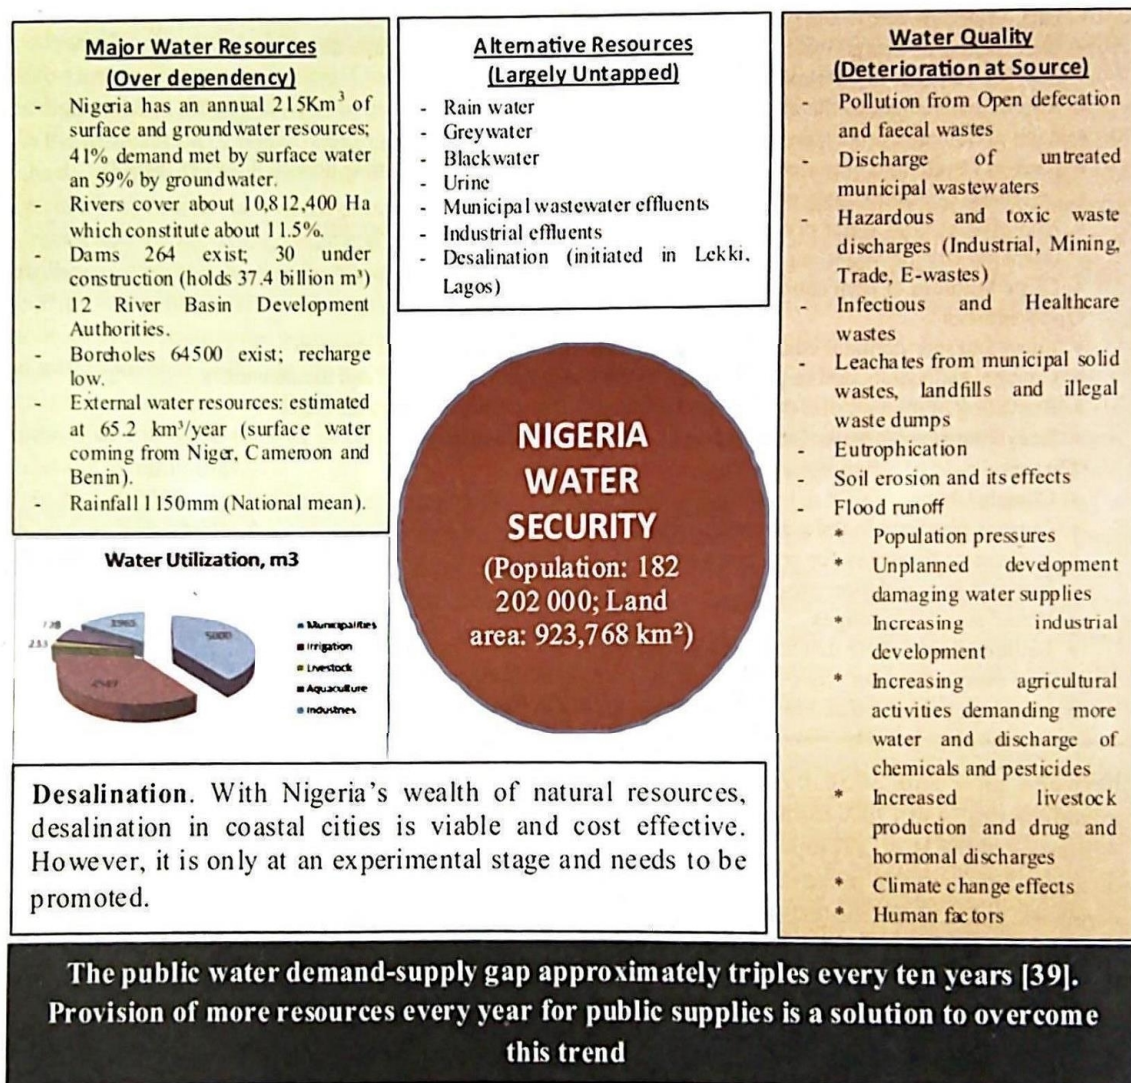 Major Water Resources
(Over dependency)
- Nigeria has an annual 215Km³ of
surface and groundwater resources;
41% demand met by surface water
an 59% by groundwater.
- Rivers cover about 10,812,400 Ha
which constitute about 11.5%.
- Dams 264 exist; 30 under
construction (holds 37.4 billion m³)
- 12 River Basin Development
Authorities.
- Boreholes 64500 exist; recharge
low.
- External water resources: estimated
at 65.2 km³/year (surface water
coming from Niger, Cameroon and
Benin).
- Rainfall 1150mm (National mean).
Alternative Resources
(Largely Untapped)
- Rain water
- Greywater
- Blackwater
- Urine
- Municipal wastewater effluents
- Industrial effluents
- Desalination (initiated in Lekki,
Lagos)
Water Quality
(Deterioration at Source)
- Pollution from Open defecation
and faecal wastes
- Discharge of untreated
municipal wastewaters
- Hazardous and toxic waste
discharges (Industrial, Mining,
Trade, E-wastes)
- Infectious and Healthcare
wastes
- Leachates from municipal solid
wastes, landfills and illegal
waste dumps
- Eutrophication
- Soil erosion and its effects
- Flood runoff
* Population pressures
* Unplanned development
damaging water supplies
* Increasing industrial
development
* Increasing agricultural
activities demanding more
water and discharge of
chemicals and pesticides
* Increased livestock
production and drug and
hormonal discharges
* Climate change effects
* Human factors
NIGERIA
WATER
SECURITY
(Population: 182
202 000; Land
area: 923,768 km²)
Water Utilization, m3
5000
233
Municipalities
Irrigation
Livestock
Aquaculture
Industries
Desalination. With Nigeria's wealth of natural resources,
desalination in coastal cities is viable and cost effective.
However, it is only at an experimental stage and needs to be
promoted.
The public water demand-supply gap approximately triples every ten years [39].
Provision of more resources every year for public supplies is a solution to overcome
this trend